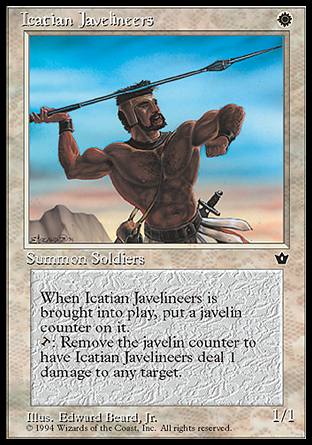 Icatian Javelineers
Summon Soldiers
When Icatian Javelineers is
brought into play, put a javelin
counter on it.
: Remove the javelin counter to
have Icatian Javelineers deal 1
damage to any target.
Illus. Edward Beard, Jr.
1/1
© 1994 Wizards of the Coast, Inc. All rights reserved.